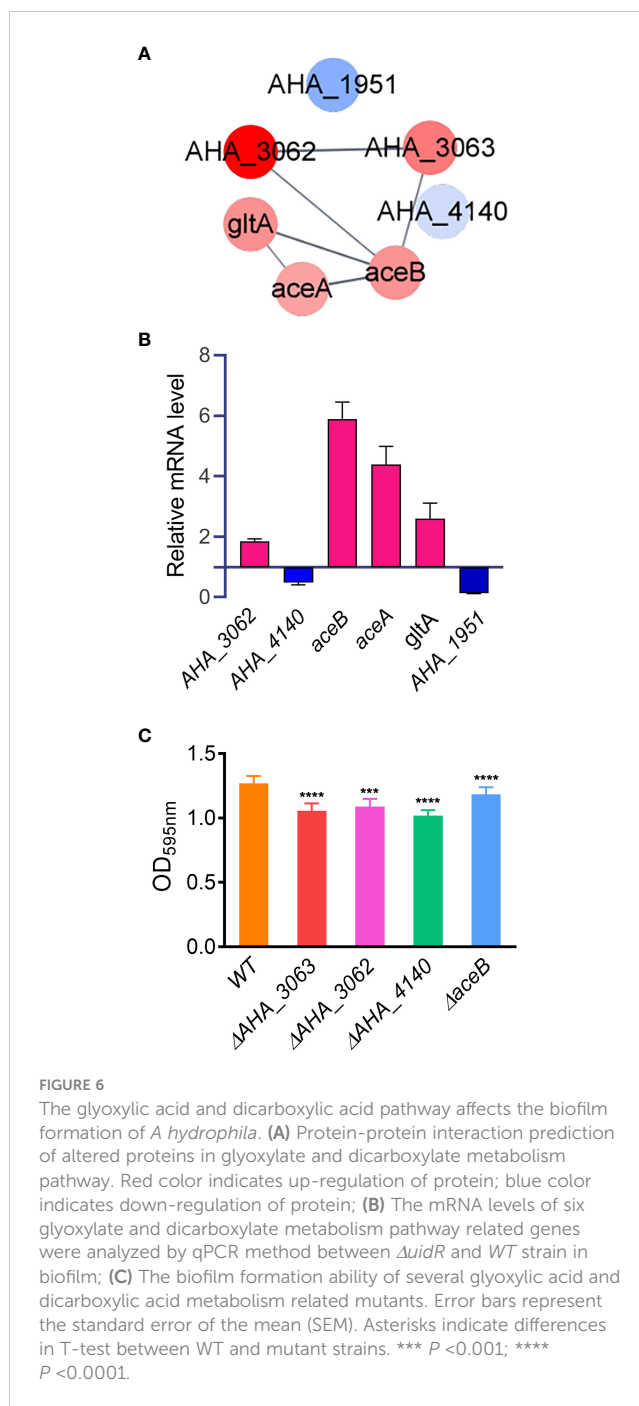 A
AHA_1951
AHA_3062
AHA_3063
AHA_4140
gltA
aceB
aceA
B
Relative mRNA level
8
6
4
2
0
AHA_3062
AHA_4140
aceB
aceA
gltA
AHA_1951
C
OD595nm
1.5
1.0
0.5
0.0
****
***
****
****
WT
ΔAHA_3063
ΔAHA_3062
ΔAHA_4140
ΔaceB
FIGURE 6
The glyoxylic acid and dicarboxylic acid pathway affects the biofilm
formation of A hydrophila. (A) Protein-protein interaction prediction
of altered proteins in glyoxylate and dicarboxylate metabolism
pathway. Red color indicates up-regulation of protein; blue color
indicates down-regulation of protein; (B) The mRNA levels of six
glyoxylate and dicarboxylate metabolism pathway related genes
were analyzed by qPCR method between ΔuidR and WT strain in
biofilm; (C) The biofilm formation ability of several glyoxylic acid and
dicarboxylic acid metabolism related mutants. Error bars represent
the standard error of the mean (SEM). Asterisks indicate differences
in T-test between WT and mutant strains. *** P <0.001; ****
P <0.0001.